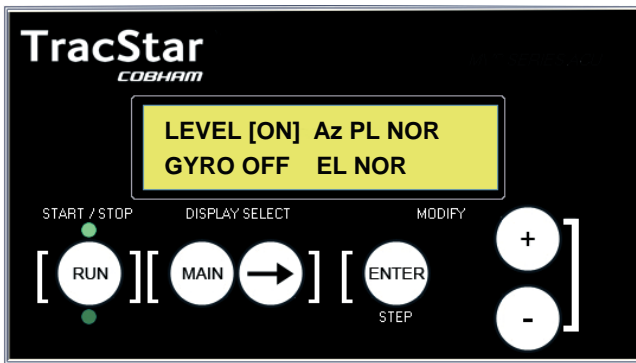 TracStar
COBHAM
LEVEL [ON] Az PL NOR
GYRO OFF EL NOR
START / STOP DISPLAY SELECT MODIFY
[ RUN ] [ MAIN → ] [ ENTER + ]
STEP -